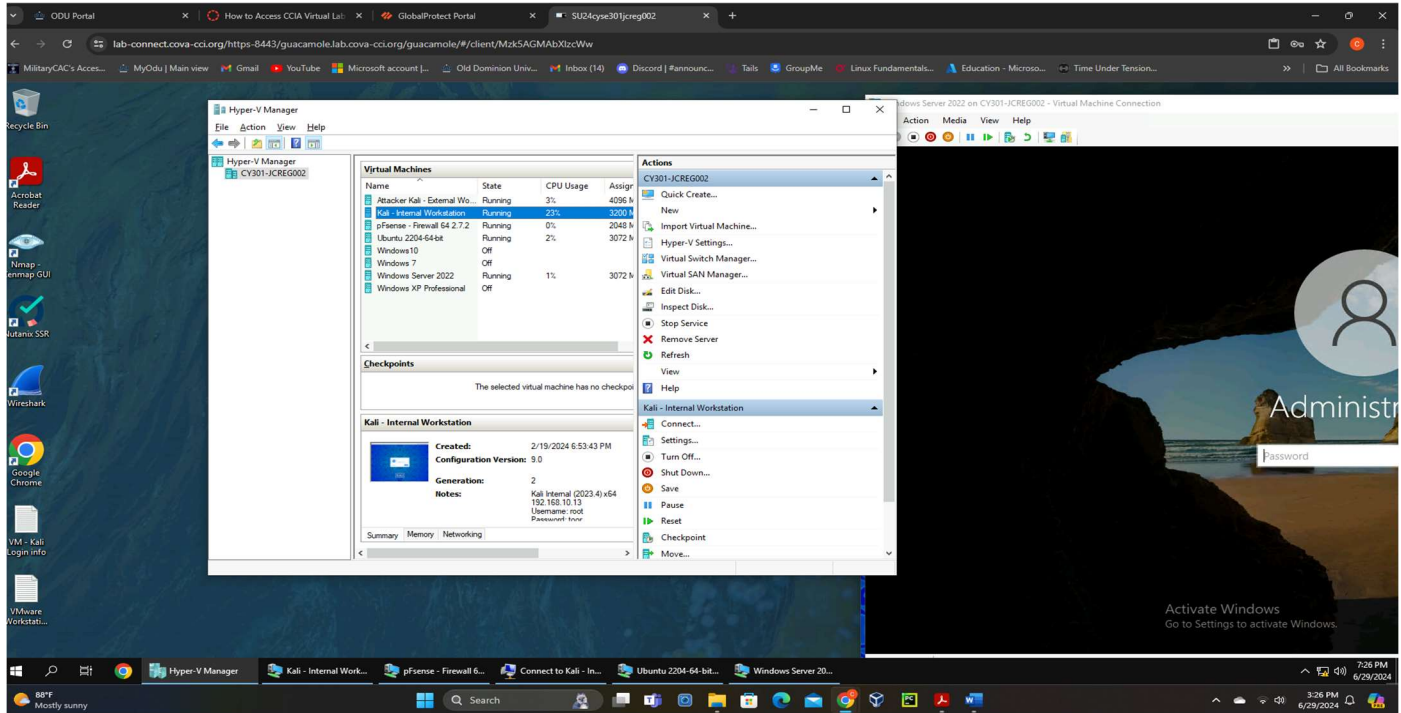 ODU Portal
How to Access CCIA Virtual Lab
GlobalProtect Portal
SU24cyse301jcreg002
lab-connect.cova-cci.org/https-8443/guacamole.lab.cova-cci.org/guacamole/#/client/Mzk5AGMAbXlzcWw
MilitaryCAC's Acces...
MyOdu | Main view
Gmail
YouTube
Microsoft account |...
Old Dominion Univ...
Inbox (14)
Discord | #announc...
Tails
GroupMe
Linux Fundamentals...
Education - Microso...
Time Under Tension...
All Bookmarks
Recycle Bin
Acrobat
Reader
Nmap -
enmap GUI
Nutanix SSR
Wireshark
Google
Chrome
VM - Kali
Login info
VMware
Workstati...
Hyper-V Manager
File Action View Help
Hyper-V Manager
CY301-JCREG002
Virtual Machines
Name State CPU Usage Assign
Attacker Kali - External Wo... Running 3% 4096 M
Kali - Internal Workstation Running 23% 3200 M
pFsense - Firewall 64 2.7.2 Running 0% 2048 M
Ubuntu 2204-64-bit Running 2% 3072 M
Windows10 Off
Windows 7 Off
Windows Server 2022 Running 1% 3072 M
Windows XP Professional Off
Checkpoints
The selected virtual machine has no checkpoi
Kali - Internal Workstation
Created: 2/19/2024 6:53:43 PM
Configuration Version: 9.0
Generation: 2
Notes: Kali Internal (2023.4) x64
192.168.10.13
Username: root
Password: toor
Summary Memory Networking
Actions
CY301-JCREG002
Quick Create...
New
Import Virtual Machine...
Hyper-V Settings...
Virtual Switch Manager...
Virtual SAN Manager...
Edit Disk...
Inspect Disk...
Stop Service
Remove Server
Refresh
View
Help
Kali - Internal Workstation
Connect...
Settings...
Turn Off...
Shut Down...
Save
Pause
Reset
Checkpoint
Move...
dows Server 2022 on CY301-JCREG002 - Virtual Machine Connection
Action Media View Help
Administr
Password
Activate Windows
Go to Settings to activate Windows.
Hyper-V Manager
Kali - Internal Work...
pFsense - Firewall 6...
Connect to Kali - In...
Ubuntu 2204-64-bit...
Windows Server 20...
7:26 PM
6/29/2024
88°F
Mostly sunny
Search
3:26 PM
6/29/2024